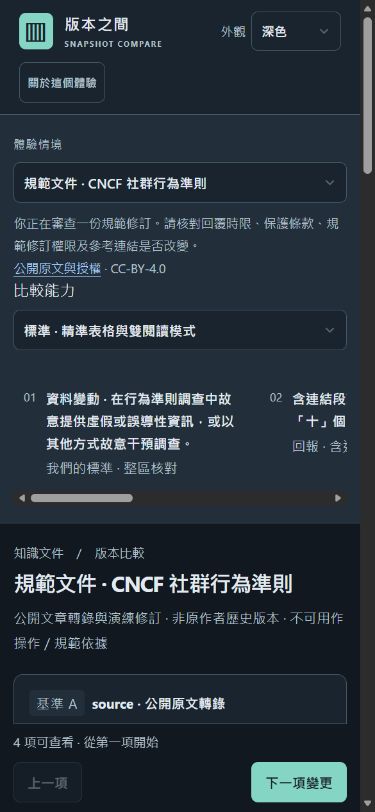 版本之間
SNAPSHOT COMPARE
外觀
深色
關於這個體驗
體驗情境
規範文件 · CNCF 社群行為準則
你正在審查一份規範修訂。請核對回覆時限、保護條款、規
範修訂權限及參考連結是否改變。
公開原文與授權 · CC-BY-4.0
比較能力
標準 · 精準表格與雙閱讀模式
01 資料變動 · 在行為準則調查中故
意提供虛假或誤導性資訊，或以
其他方式故意干預調查。
我們的標準 · 整區核對
02 含連結段
「十」個
回報 · 含
知識文件 / 版本比較
規範文件 · CNCF 社群行為準則
公開文章轉錄與演練修訂 · 非原作者歷史版本 · 不可用作
操作 / 規範依據
基準 A source · 公開原文轉錄
4 項可查看 · 從第一項開始
上一項
下一項變更